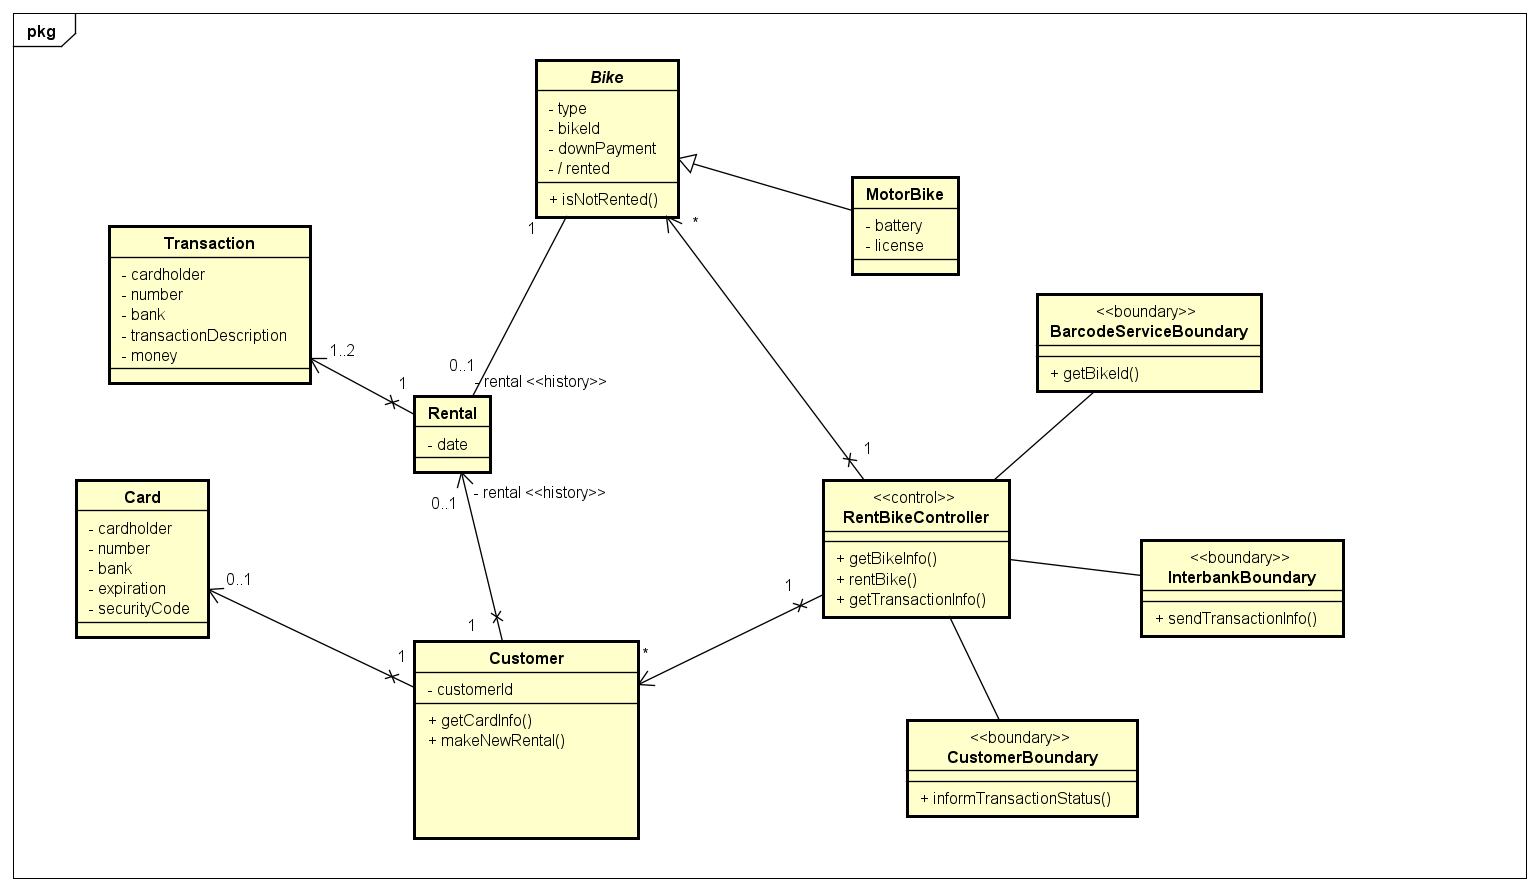 pkg
Bike
- type
- bikeId
- downPayment
- / rented
+ isNotRented()
1
*
MotorBike
- battery
- license
Transaction
- cardholder
- number
- bank
- transactionDescription
- money
1..2
1
0..1
- rental <<history>>
Rental
- date
0..1
- rental <<history>>
1
<<boundary>>
BarcodeServiceBoundary
+ getBikeId()
1
<<control>>
RentBikeController
+ getBikeInfo()
+ rentBike()
+ getTransactionInfo()
1
<<boundary>>
InterbankBoundary
+ sendTransactionInfo()
Card
- cardholder
- number
- bank
- expiration
- securityCode
0..1
1
*
Customer
- customerId
+ getCardInfo()
+ makeNewRental()
<<boundary>>
CustomerBoundary
+ informTransactionStatus()